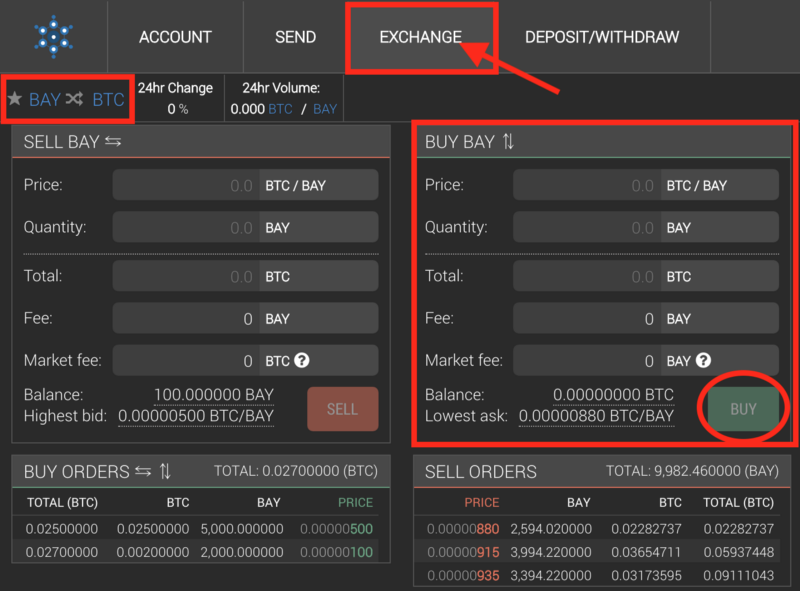 ACCOUNT SEND EXCHANGE DEPOSIT/WITHDRAW
BAY BTC
24hr Change
0 %
24hr Volume:
0.000 BTC / BAY
SELL BAY
Price: 0.0 BTC / BAY
Quantity: 0.0 BAY
Total: 0.0 BTC
Fee: 0 BAY
Market fee: 0 BTC ?
Balance: 100.000000 BAY
Highest bid: 0.00000500 BTC/BAY
SELL
BUY BAY
Price: 0.0 BTC / BAY
Quantity: 0.0 BAY
Total: 0.0 BTC
Fee: 0 BAY
Market fee: 0 BAY ?
Balance: 0.00000000 BTC
Lowest ask: 0.00000880 BTC/BAY
BUY
BUY ORDERS TOTAL: 0.02700000 (BTC)
TOTAL (BTC) BTC BAY PRICE
0.02500000 0.02500000 5,000.000000 0.00000500
0.02700000 0.00200000 2,000.000000 0.00000100
SELL ORDERS TOTAL: 9,982.460000 (BAY)
PRICE BAY BTC TOTAL (BTC)
0.00000880 2,594.020000 0.02282737 0.02282737
0.00000915 3,994.220000 0.03654711 0.05937448
0.00000935 3,394.220000 0.03173595 0.09111043